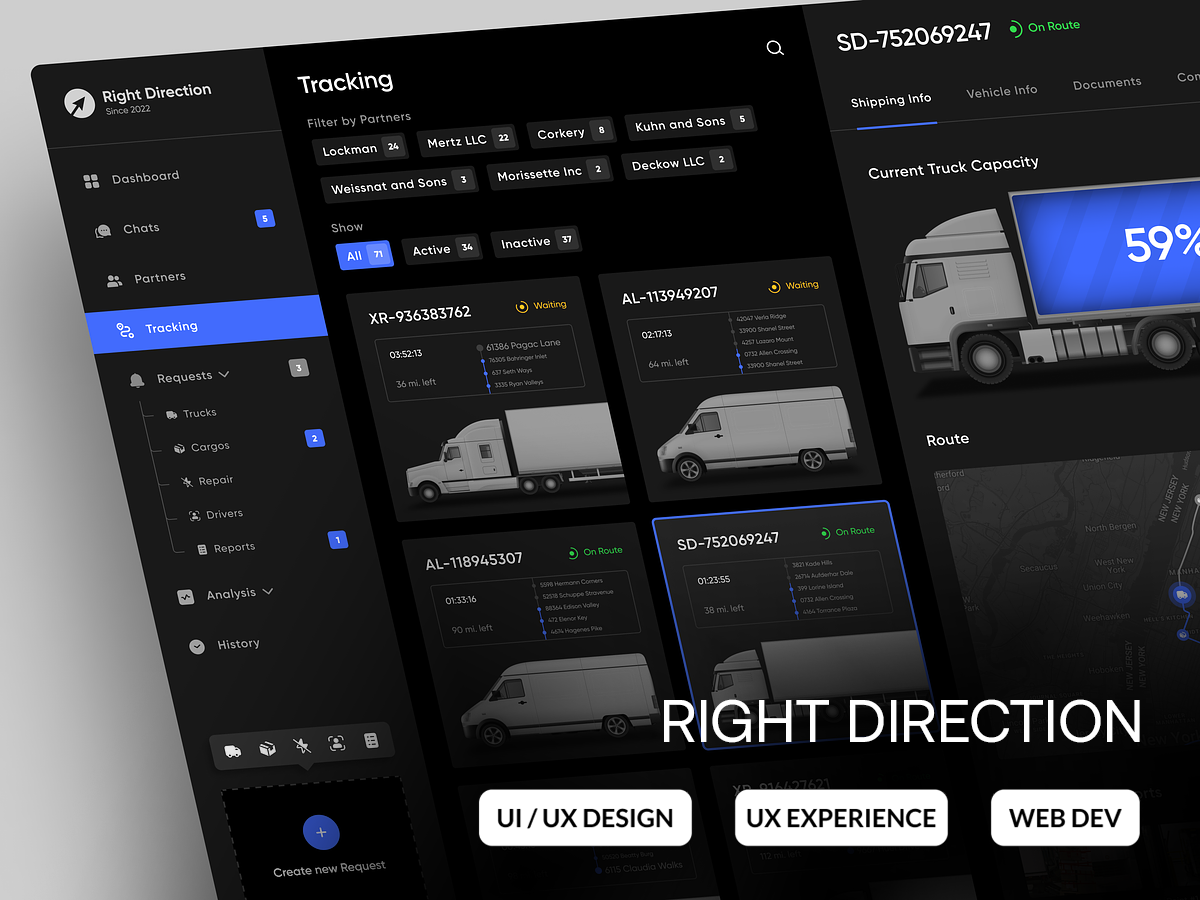 Right Direction
Since 2022
Dashboard
Chats
5
Partners
Tracking
Requests
3
Trucks
Cargos
2
Repair
Drivers
Reports
1
Analysis
History
Create new Request
Tracking
Filter by Partners
Lockman 24
Mertz LLC 22
Corkery 8
Kuhn and Sons 5
Weissnat and Sons 3
Morissette Inc 2
Deckow LLC 2
Show
All 71
Active 34
Inactive 37
XR-936383762
Waiting
03:52:13
36 mi. left
61386 Pagac Lane
76305 Bahringer Inlet
637 Seth Ways
3335 Ryan Valleys
AL-113949207
Waiting
02:17:13
64 mi. left
42047 Verla Ridge
33900 Shanel Street
4257 Lazaro Mount
0732 Allen Crossing
33900 Shanel Street
AL-118945307
On Route
01:33:16
90 mi. left
5598 Hermann Corners
52518 Schuppe Stravenue
88364 Edison Valley
472 Elenor Key
4674 Hagenes Pike
SD-752069247
On Route
01:23:55
38 mi. left
3821 Kade Hills
26714 Aufdemar Dale
399 Lorine Island
0732 Allen Crossing
4164 Torrance Plaza
XR-916427621
112 mi. left
6115 Claudia Walks
SD-752069247
On Route
Shipping Info
Vehicle Info
Documents
Current Truck Capacity
59%
Route
NEW JERSEY
NEW YORK
North Bergen
Secaucus
West New
York
Union City
Weehawken
NEW JERSEY
NEW YORK
RIGHT DIRECTION
UI / UX DESIGN
UX EXPERIENCE
WEB DEV